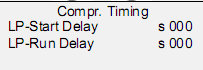 Compr. Timing
LP-Start Delay s 000
LP-Run Delay s 000